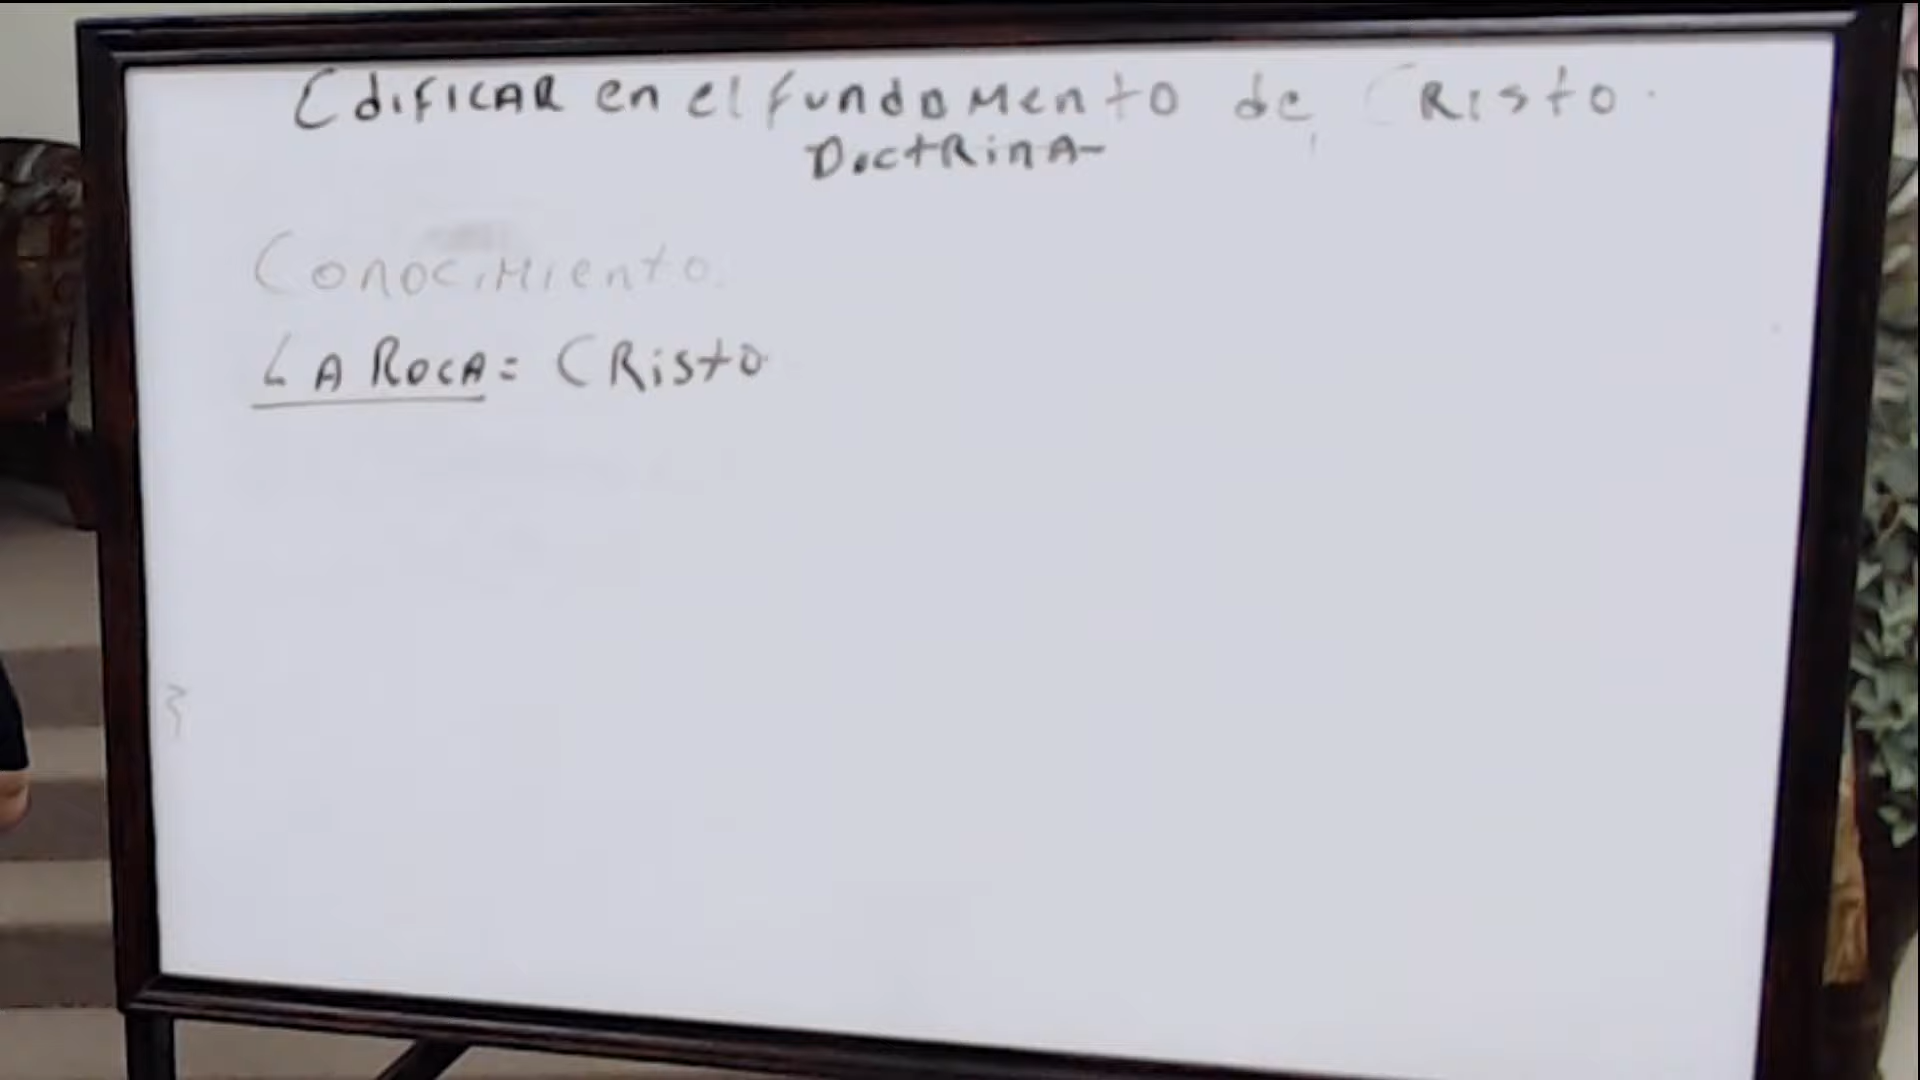 EdiFICAR en el fundamento de CRisto.
DoctRinA-
Conocimiento.
LA RocA = CRisto